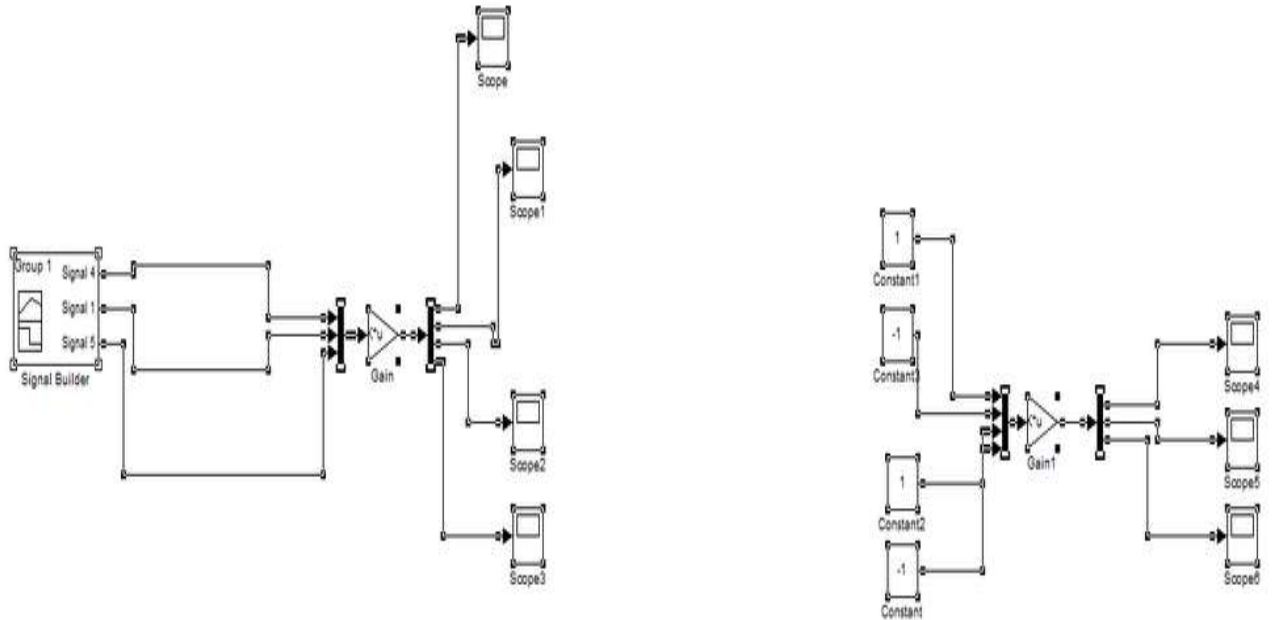 Scope
Scope1
Group 1
Signal 4
Signal 1
Signal 5
Signal Builder
Gain
Scope2
Scope3
1
Constant1
-1
Constant3
Gain1
1
Constant2
-1
Constant
Scope4
Scope5
Scope6